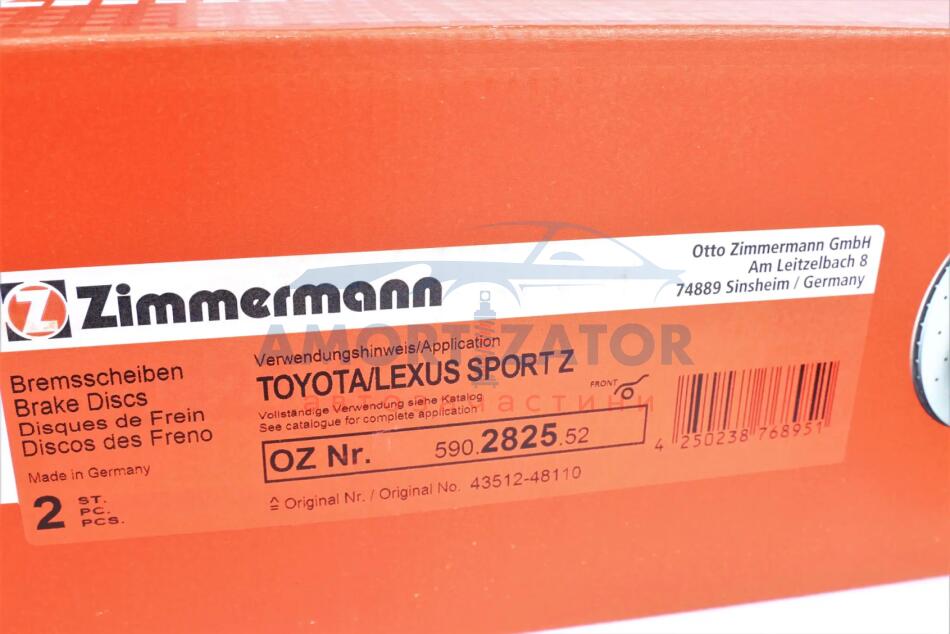 Zimmermann
Otto Zimmermann GmbH
Am Leitzelbach 8
74889 Sinsheim / Germany
AMORTIZATOR
автозапчастини
Bremsscheiben
Brake Discs
Disques de Frein
Discos des Freno
Made in Germany
2
ST.
PC.
PCS.
Verwendungshinweis/Application
TOYOTA/LEXUS SPORT Z
Vollständige Verwendung siehe Katalog
See catalogue for complete application
FRONT
OZ Nr. 590.2825.52
≙ Original Nr. / Original No. 43512-48110
4 250238 768951